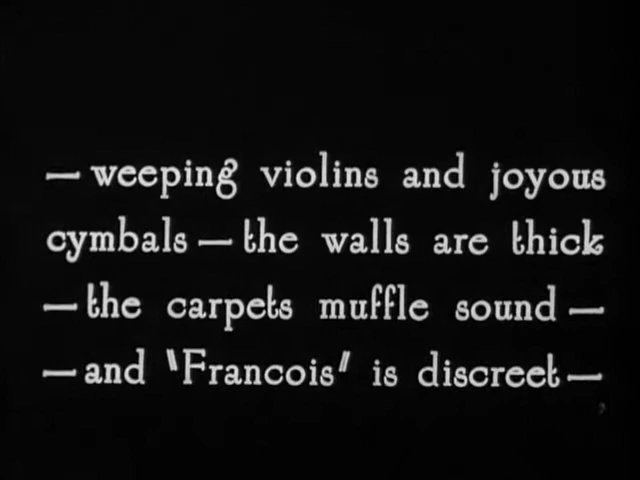 — weeping violins and joyous
cymbals — the walls are thick
— the carpets muffle sound —
— and "Francois" is discreet —